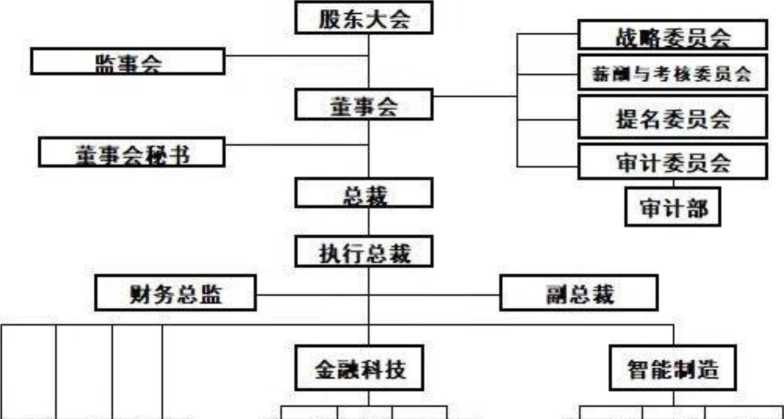 股东大会
监事会
战略委员会
薪酬与考核委员会
董事会
提名委员会
董事会秘书
审计委员会
总裁
审计部
执行总裁
财务总监
副总裁
金融科技
智能制造